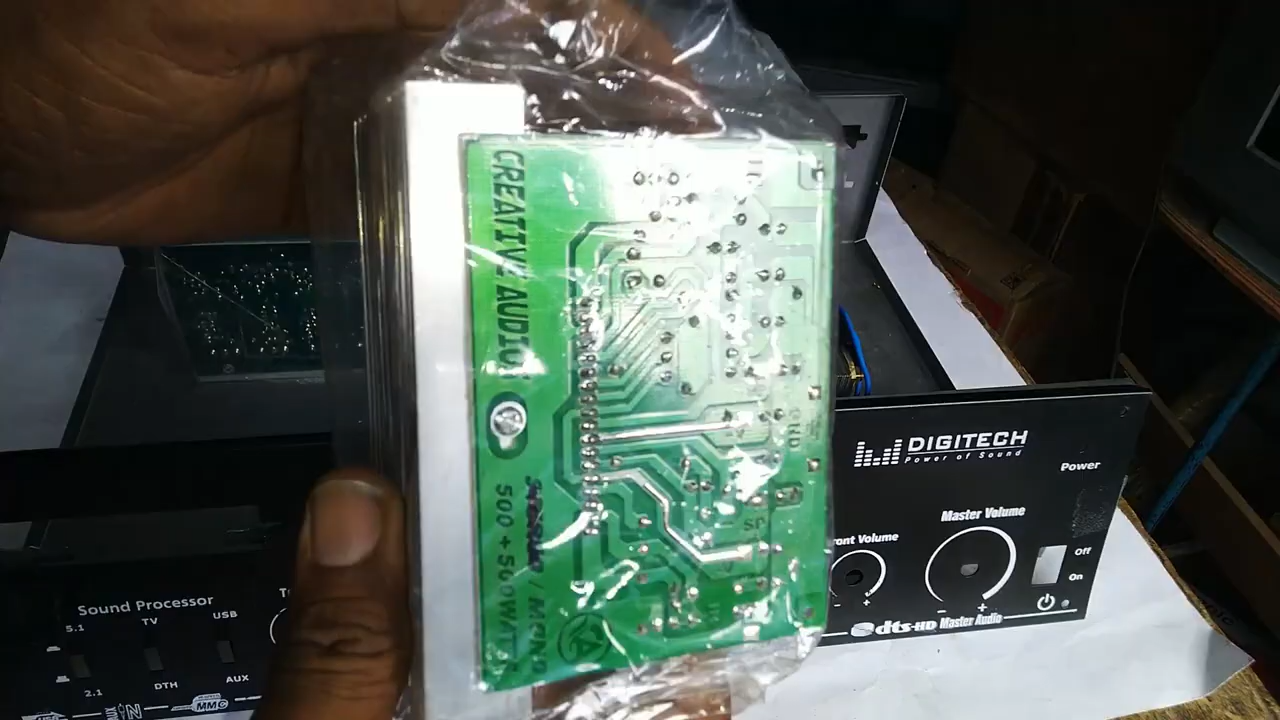 CREATIVE AUDIO
/ MONO
500 + 500WATT
DIGITECH
Power of Sound
Power
Master Volume
ront Volume
Off
On
- +
- +
dts-HD Master Audio
Sound Processor
5.1
TV
USB
2.1
DTH
AUX
MMC